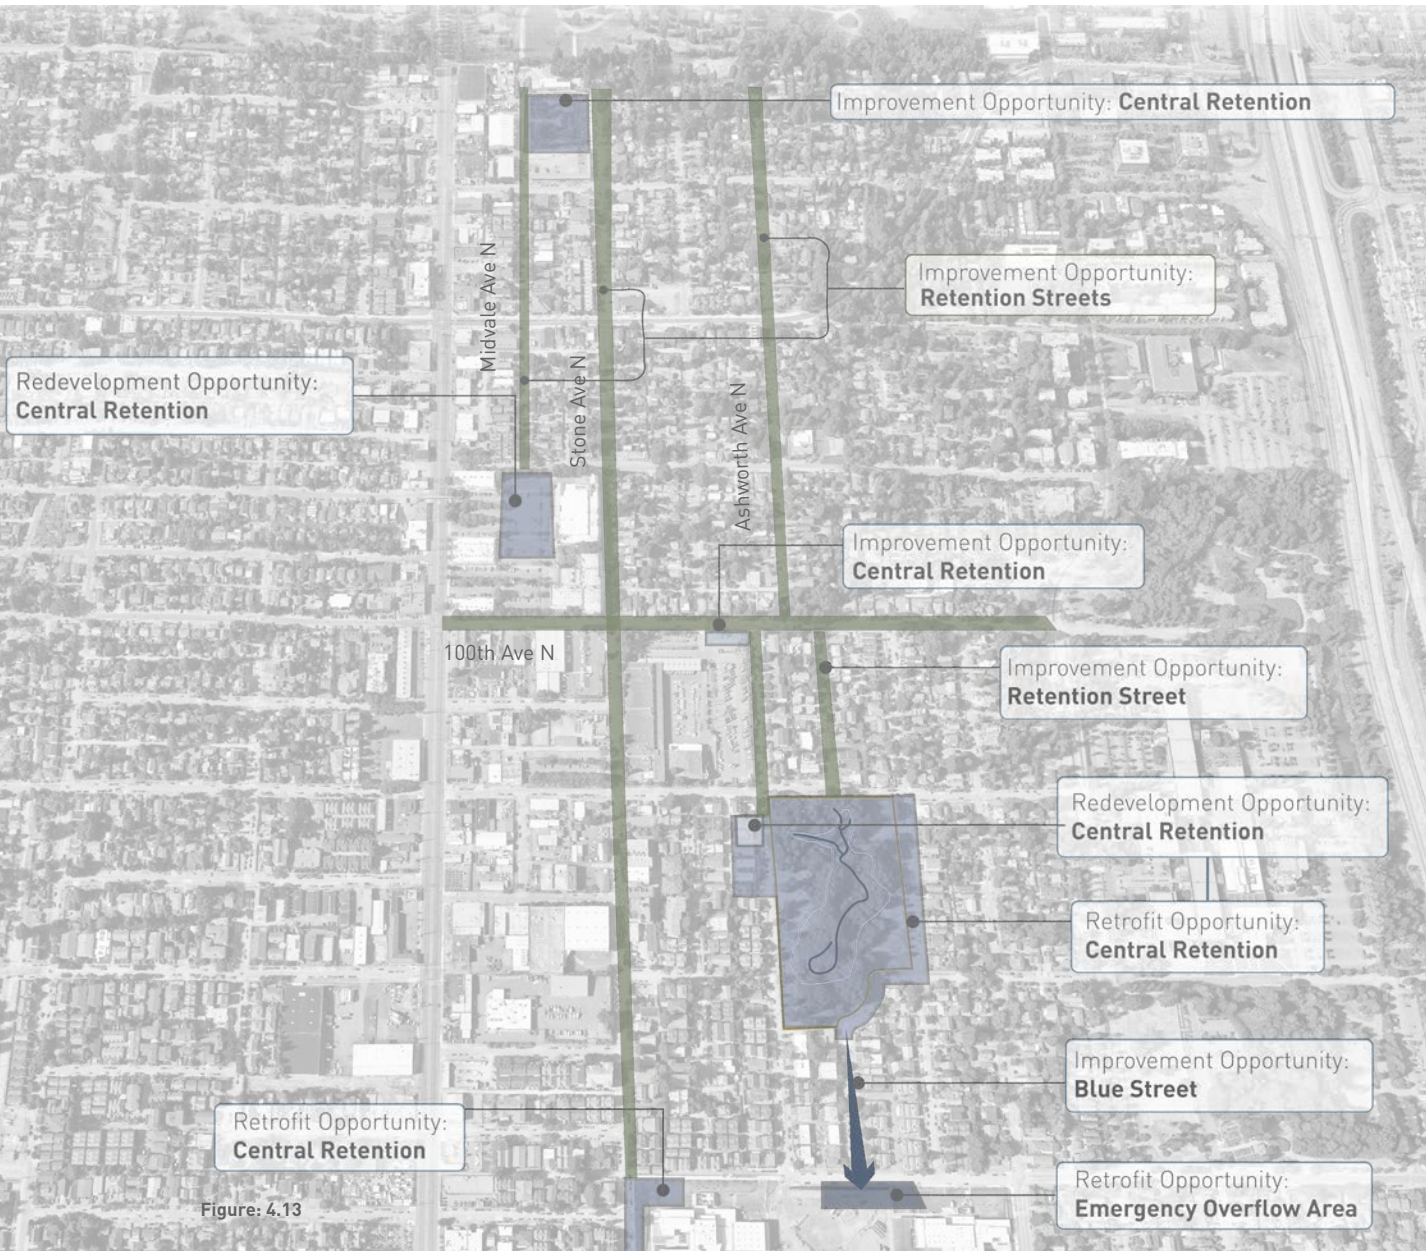 Improvement Opportunity: Central Retention
Midvale Ave N
Improvement Opportunity:
Retention Streets
Redevelopment Opportunity:
Central Retention
Stone Ave N
Ashworth Ave N
Improvement Opportunity:
Central Retention
100th Ave N
Improvement Opportunity:
Retention Street
Redevelopment Opportunity:
Central Retention
Retrofit Opportunity:
Central Retention
Improvement Opportunity:
Blue Street
Retrofit Opportunity:
Central Retention
Retrofit Opportunity:
Emergency Overflow Area
Figure: 4.13